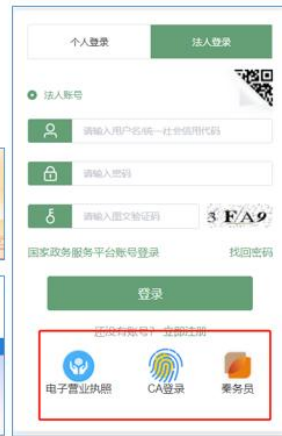 个人登录 法人登录
法人账号
请输入用户名/统一社会信用代码
请输入密码
请输入图文验证码 3 FA9
国家政务服务平台账号登录 找回密码
登录
还没有账号? 立即注册
电子营业执照 CA登录 秦务员